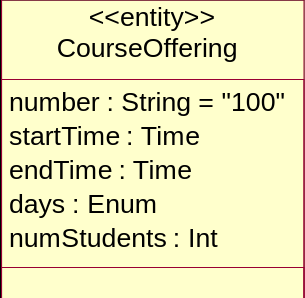 <<entity>>
CourseOffering
number : String = "100"
startTime : Time
endTime : Time
days : Enum
numStudents : Int